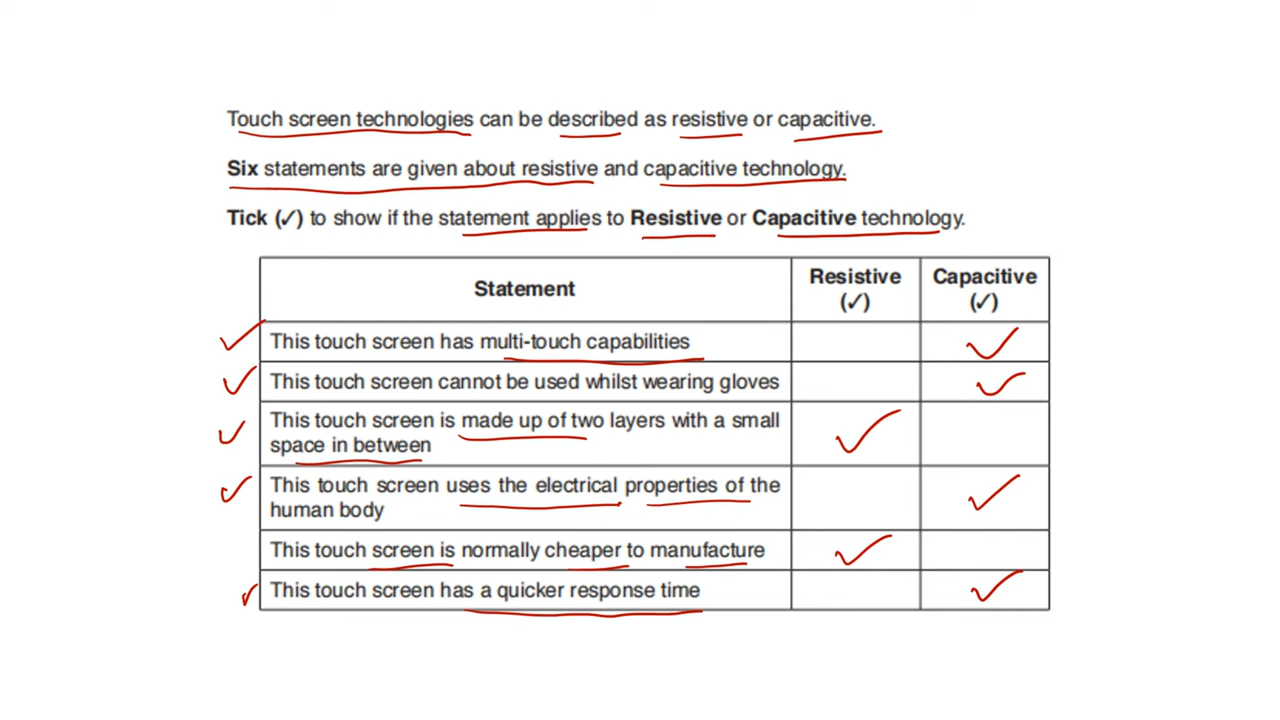 Touch screen technologies can be described as resistive or capacitive.
Six statements are given about resistive and capacitive technology.
Tick (✓) to show if the statement applies to Resistive or Capacitive technology.
Statement
Resistive
(✓)
Capacitive
(✓)
This touch screen has multi-touch capabilities ✓
This touch screen cannot be used whilst wearing gloves ✓
This touch screen is made up of two layers with a small
space in between ✓
This touch screen uses the electrical properties of the
human body ✓
This touch screen is normally cheaper to manufacture ✓
This touch screen has a quicker response time ✓